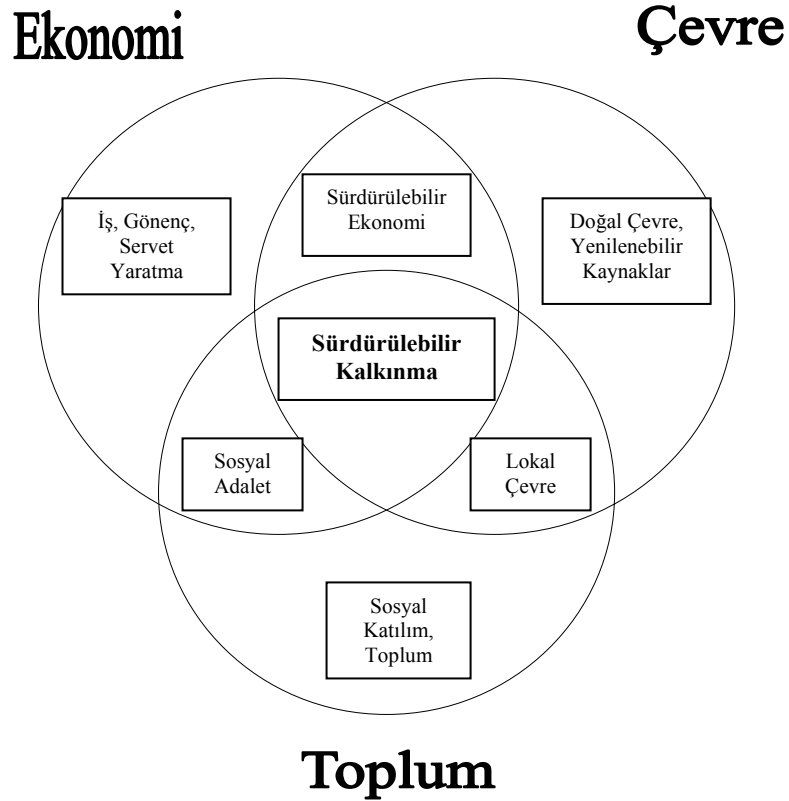 Ekonomi
Çevre
Sürdürülebilir
Ekonomi
İş, Gönenç,
Servet
Yaratma
Doğal Çevre,
Yenilenebilir
Kaynaklar
Sürdürülebilir
Kalkınma
Sosyal
Adalet
Lokal
Çevre
Sosyal
Katılım,
Toplum
Toplum